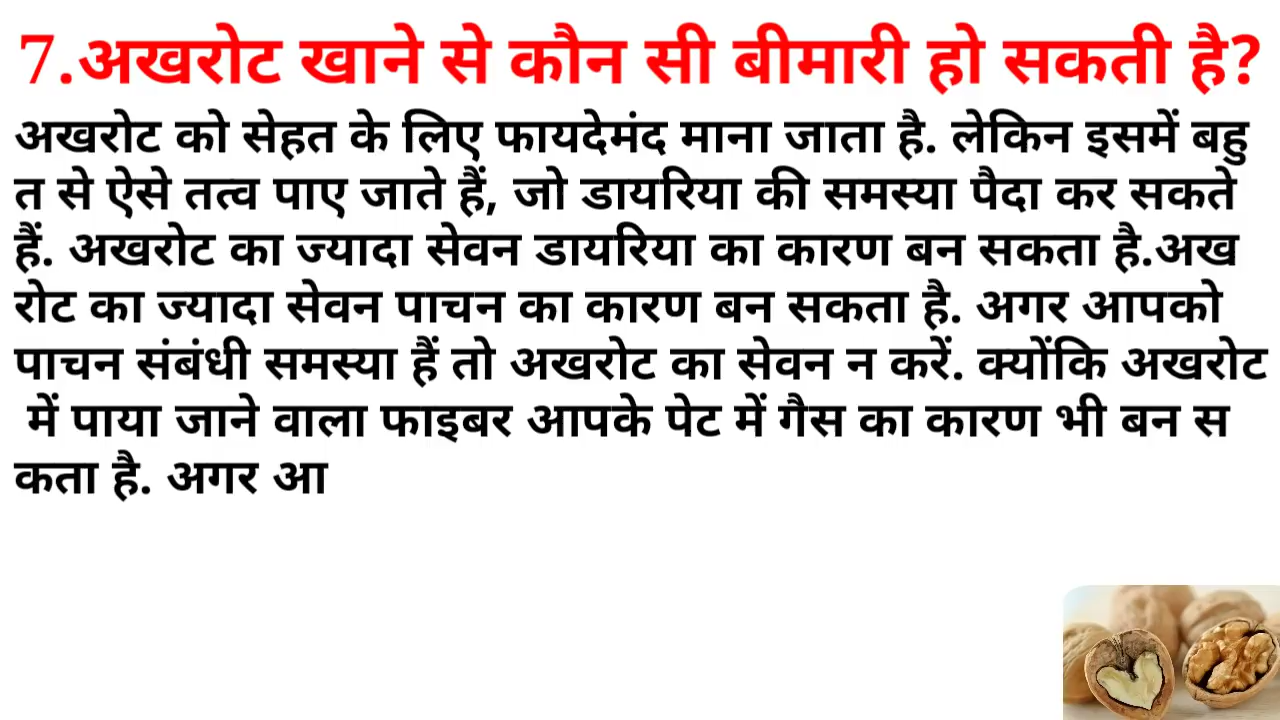 7.अखरोट खाने से कौन सी बीमारी हो सकती है?
अखरोट को सेहत के लिए फायदेमंद माना जाता है. लेकिन इसमें बहु
त से ऐसे तत्व पाए जाते हैं, जो डायरिया की समस्या पैदा कर सकते
हैं. अखरोट का ज्यादा सेवन डायरिया का कारण बन सकता है.अख
रोट का ज्यादा सेवन पाचन का कारण बन सकता है. अगर आपको
पाचन संबंधी समस्या हैं तो अखरोट का सेवन न करें. क्योंकि अखरोट
में पाया जाने वाला फाइबर आपके पेट में गैस का कारण भी बन स
कता है. अगर आ